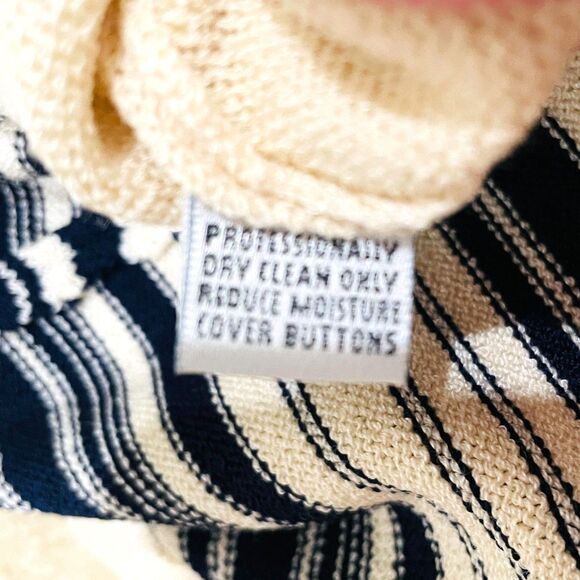 PROFESSIONALLY
DRY CLEAN ONLY
REDUCE MOISTURE
COVER BUTTONS